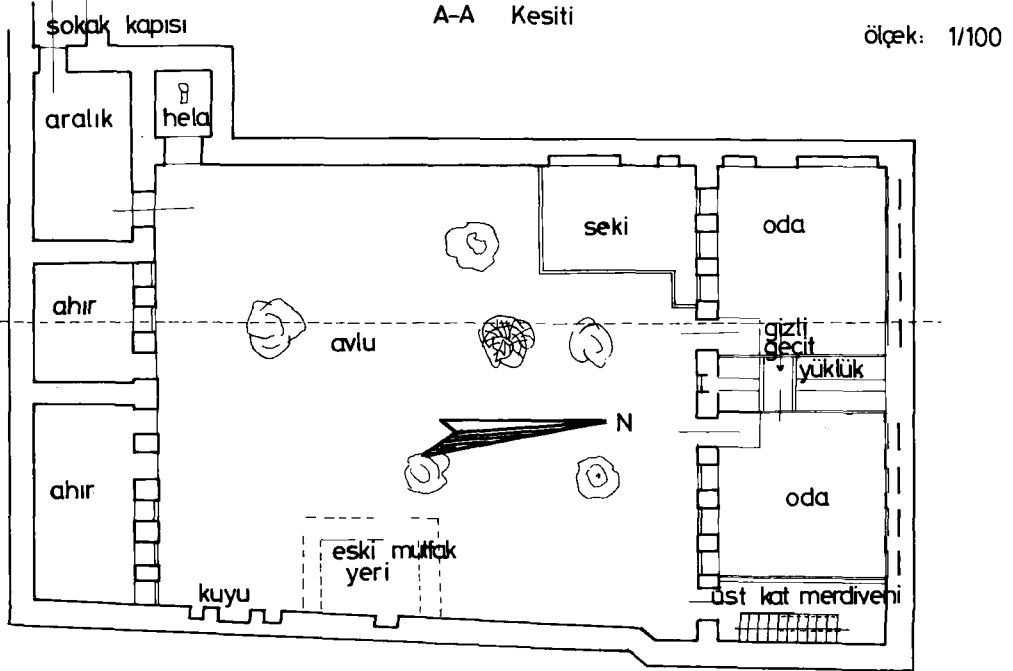 A-A Kesiti
ölçek: 1/100
sokak kapısı
aralık
hela
seki
oda
ahır
avlu
gizli
geçit
yüklük
N
ahır
oda
eski mutfak
yeri
kuyu
üst kat merdiveni